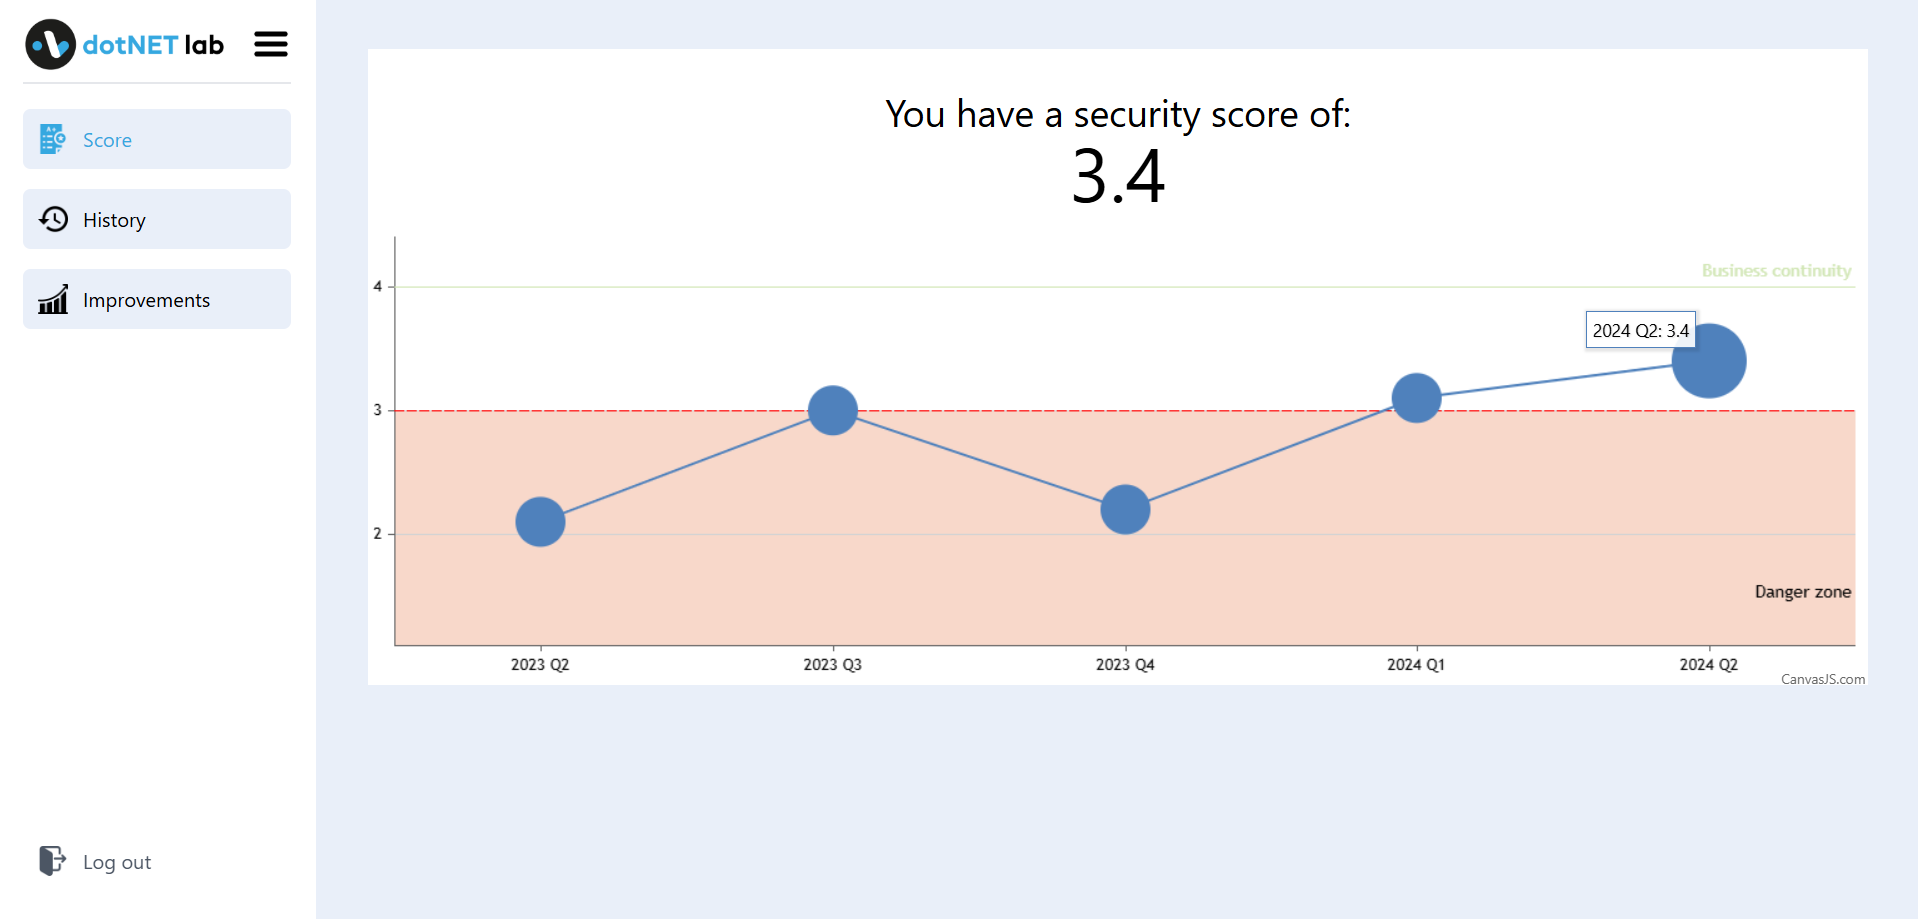 dotNET lab
Score
History
Improvements
Log out
You have a security score of:
3.4
Business continuity
4
2024 Q2: 3.4
3
2
Danger zone
2023 Q2 2023 Q3 2023 Q4 2024 Q1 2024 Q2
CanvasJS.com